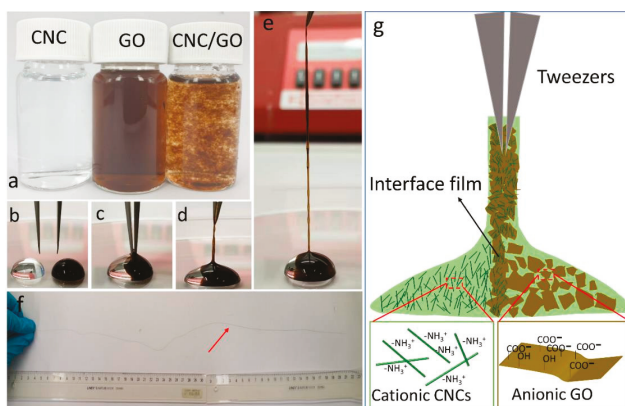 CNC
GO
CNC/GO
a
b
c
d
e
f
g
Tweezers
Interface film
-NH₃⁺
-NH₃⁺
NH₃⁺
-NH₃⁺
-NH₃⁺
-NH₃⁺
Cationic CNCs
COO⁻
COO⁻
COO⁻
COO⁻
OH
OH
Anionic GO